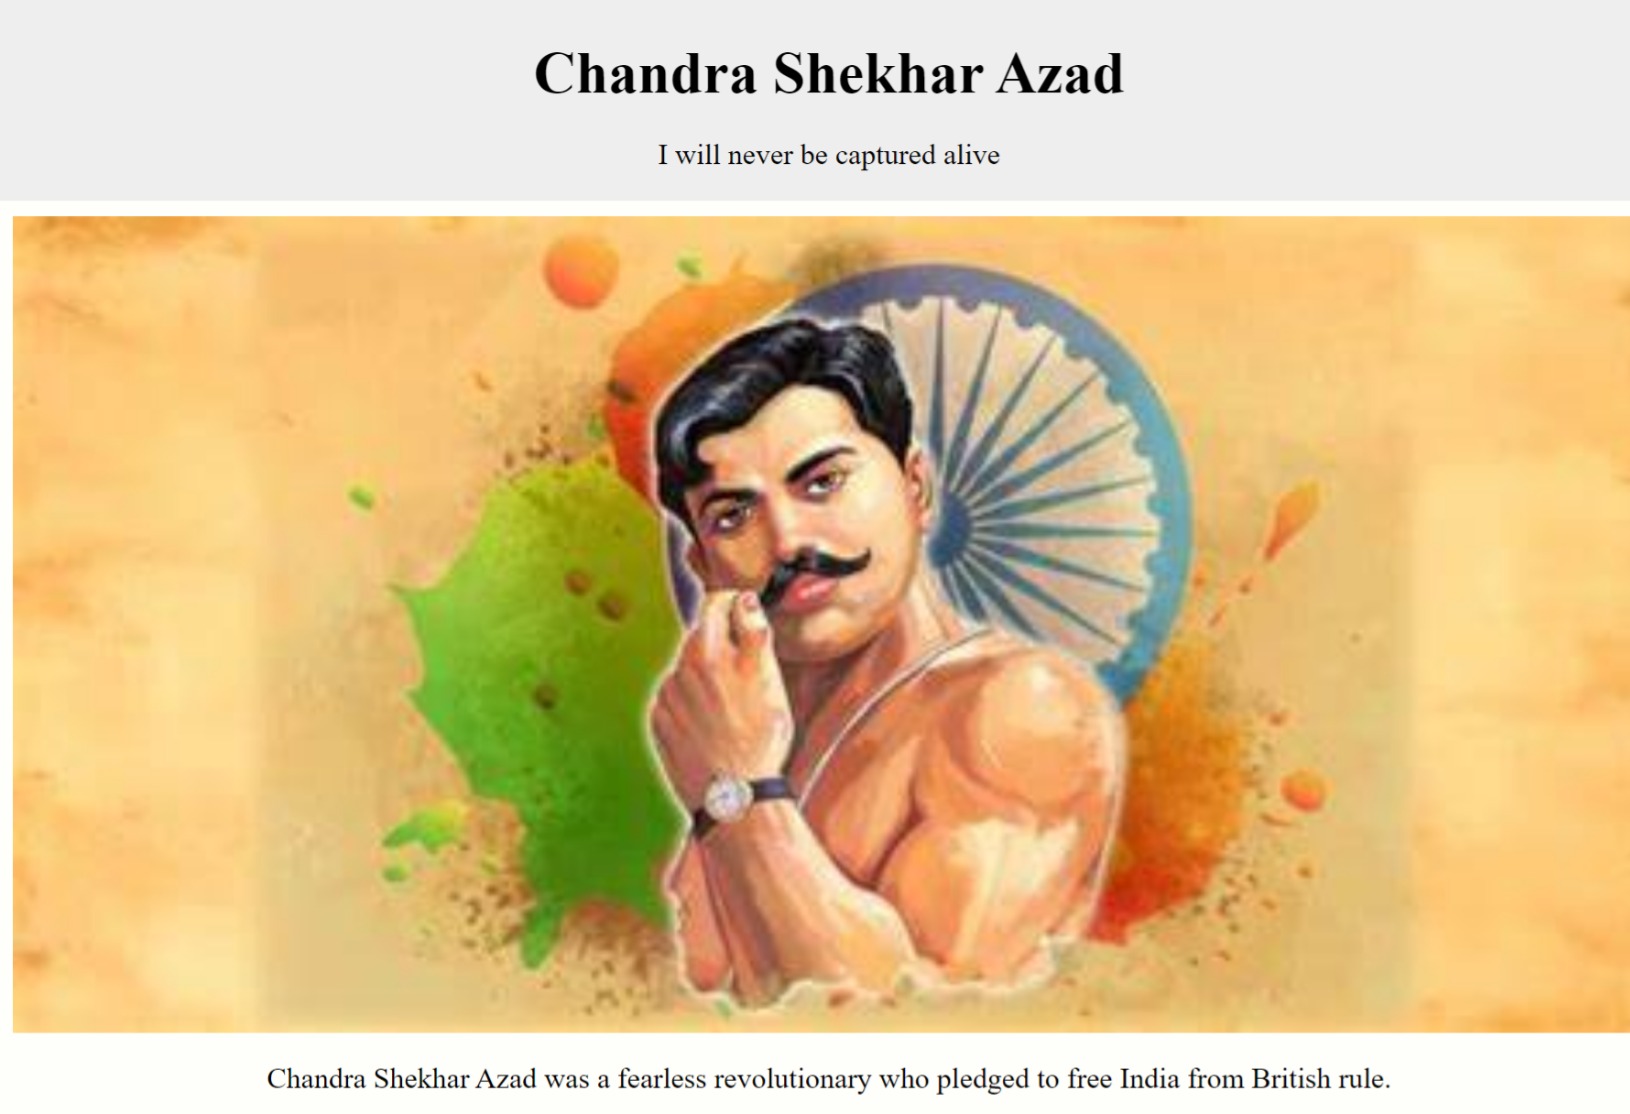 Chandra Shekhar Azad
I will never be captured alive
Chandra Shekhar Azad was a fearless revolutionary who pledged to free India from British rule.